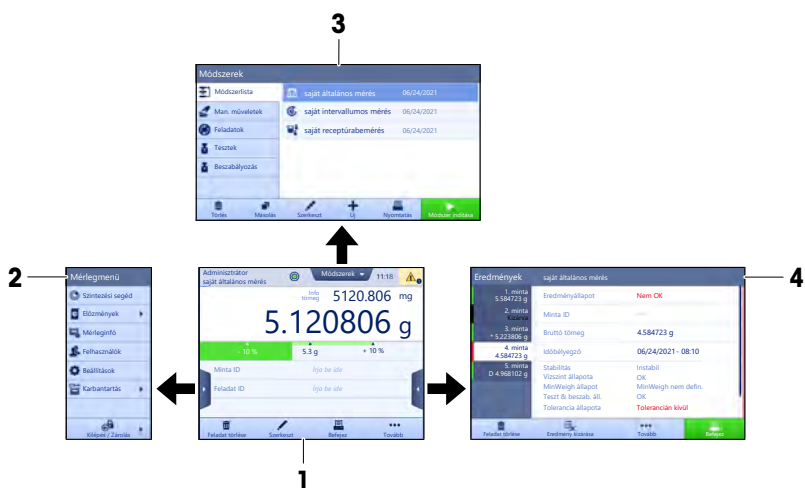 3
Módszerek
Módszerlista
saját általános mérés 06/24/2021
Man. műveletek
saját intervallumos mérés 06/24/2021
Feladatok
saját receptúrabemérés 06/24/2021
Tesztek
Beszabályozás
Törlés Másolás Szerkeszt Új Nyomtatás Módszer indítása
2
Mérlegmenü
Szintezési segéd
Előzmények
Mérleginfó
Felhasználók
Beállítások
Karbantartás
Kilépés / Zárolás
Adminisztrátor
saját általános mérés
Módszerek
11:18
Info
tömeg 5120.806 mg
5.120806 g
- 10 % 5.3 g + 10 %
Minta ID Írjo be ide
Feladat ID Írjo be ide
Feladat törlése Szerkeszt Befejez Tovább
1
4
Eredmények saját általános mérés
1. minta
5.584723 g
2. minta
Kizárva
3. minta
* 5.223806 g
4. minta
4.584723 g
5. minta
D 4.968102 g
Eredményállapot Nem OK
Minta ID ---
Bruttó tömeg 4.584723 g
Időbélyegző 06/24/2021 - 08:10
Stabilitás Instabil
Vízszint állapota OK
MinWeigh állapot MinWeigh nem defin.
Teszt & beszab. áll. OK
Tolerancia állapota Tolerancián kívül
Feladat törlése Eredmény kizárása Tovább Befejez